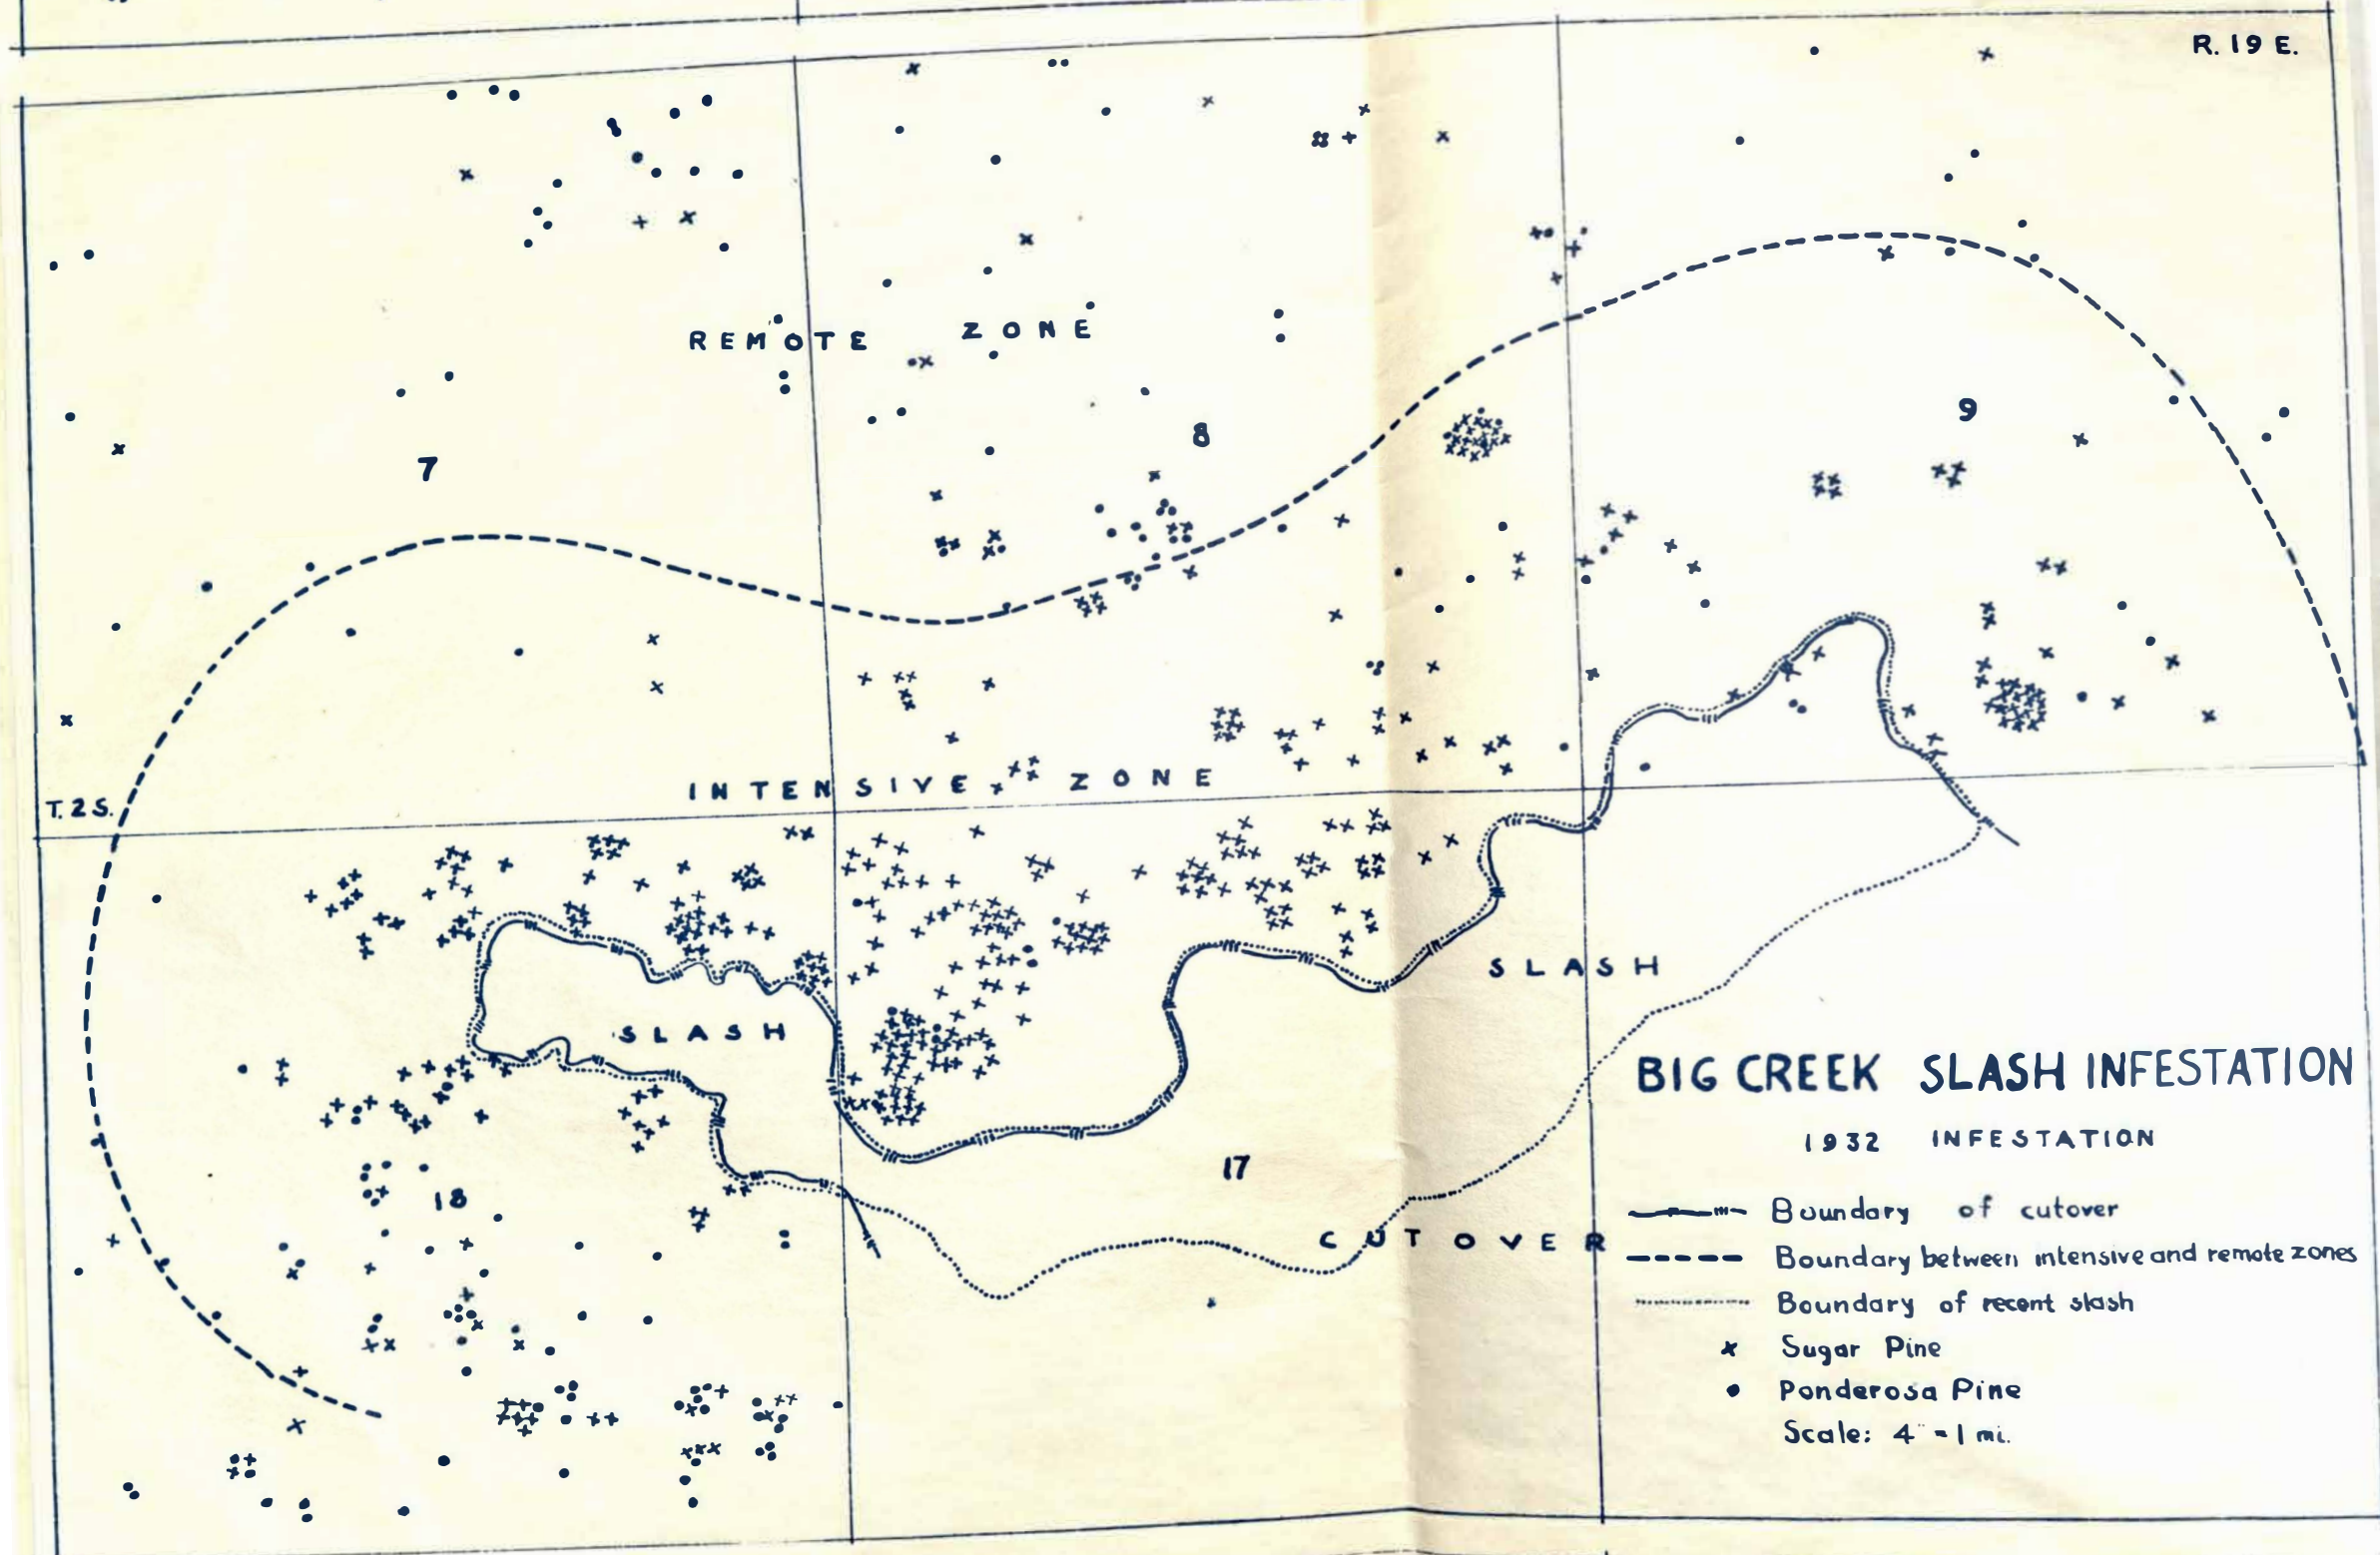 R. 19 E.
REMOTE ZONE
9
8
7
INTENSIVE ZONE
T. 2 S.
SLASH
SLASH
BIG CREEK SLASH INFESTATION
1932 INFESTATION
17
18
CUTOVER
Boundary of cutover
Boundary between intensive and remote zones
Boundary of recent slash
Sugar Pine
Ponderosa Pine
Scale: 4" = 1 mi.